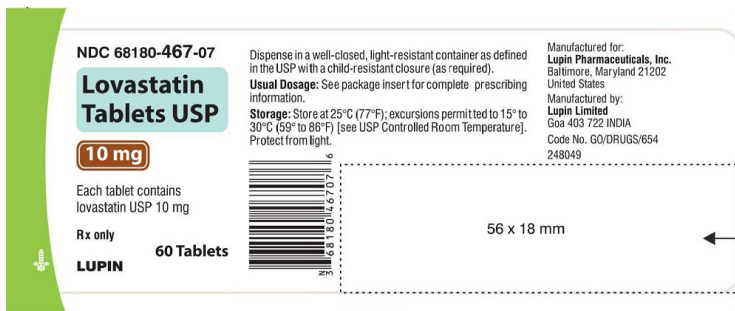 NDC 68180-467-07
Lovastatin
Tablets USP
10 mg
Each tablet contains
lovastatin USP 10 mg
Rx only
60 Tablets
LUPIN
Dispense in a well-closed, light-resistant container as defined
in the USP with a child-resistant closure (as required).
Usual Dosage: See package insert for complete prescribing
information.
Storage: Store at 25°C (77°F); excursions permitted to 15° to
30°C (59° to 86°F) [see USP Controlled Room Temperature].
Protect from light.
N 3 68180 46707 6
Manufactured for:
Lupin Pharmaceuticals, Inc.
Baltimore, Maryland 21202
United States
Manufactured by:
Lupin Limited
Goa 403 722 INDIA
Code No. GO/DRUGS/654
248049
56 x 18 mm